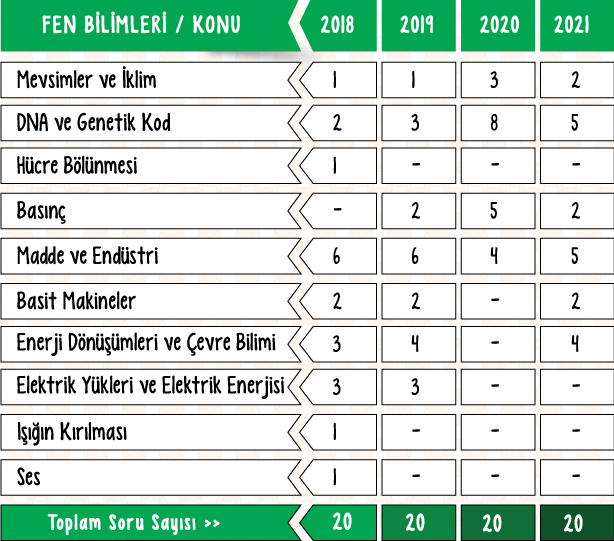 FEN BİLİMLERİ / KONU 2018 2019 2020 2021
Mevsimler ve İklim 1 1 3 2
DNA ve Genetik Kod 2 3 8 5
Hücre Bölünmesi 1 - - -
Basınç - 2 5 2
Madde ve Endüstri 6 6 4 5
Basit Makineler 2 2 - 2
Enerji Dönüşümleri ve Çevre Bilimi 3 4 - 4
Elektrik Yükleri ve Elektrik Enerjisi 3 3 - -
Işığın Kırılması 1 - - -
Ses 1 - - -
Toplam Soru Sayısı >> 20 20 20 20